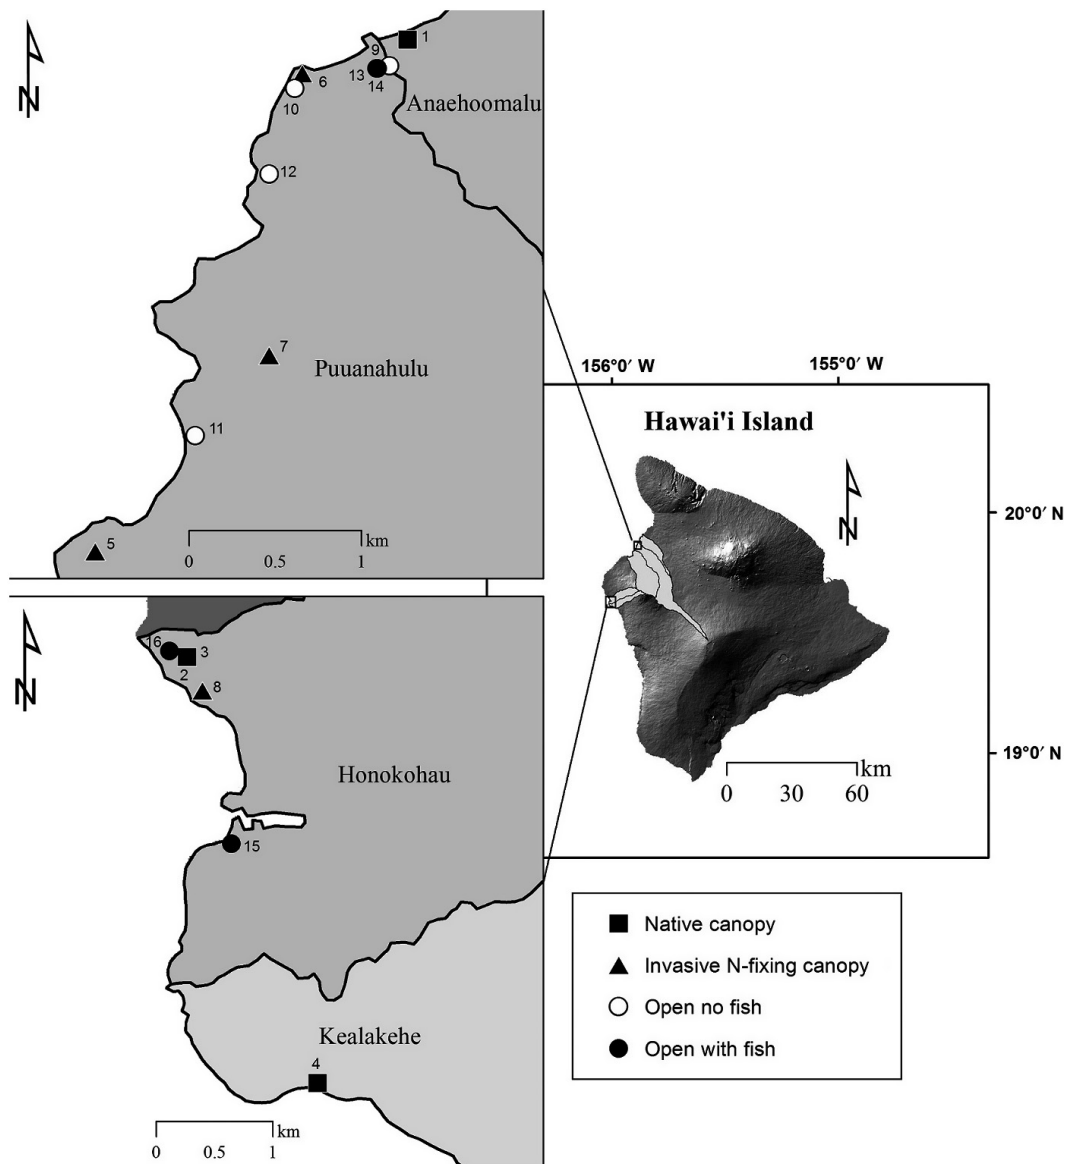 N
1
9
13
14
6
10
Anaehoomalu
12
7
Puuanahulu
11
5
km
0 0.5 1
156°0′ W 155°0′ W
Hawai'i Island
N
20°0′ N
19°0′ N
km
0 30 60
N
16
3
2
8
Honokohau
15
Kealakehe
4
km
0 0.5 1
Native canopy
Invasive N-fixing canopy
Open no fish
Open with fish